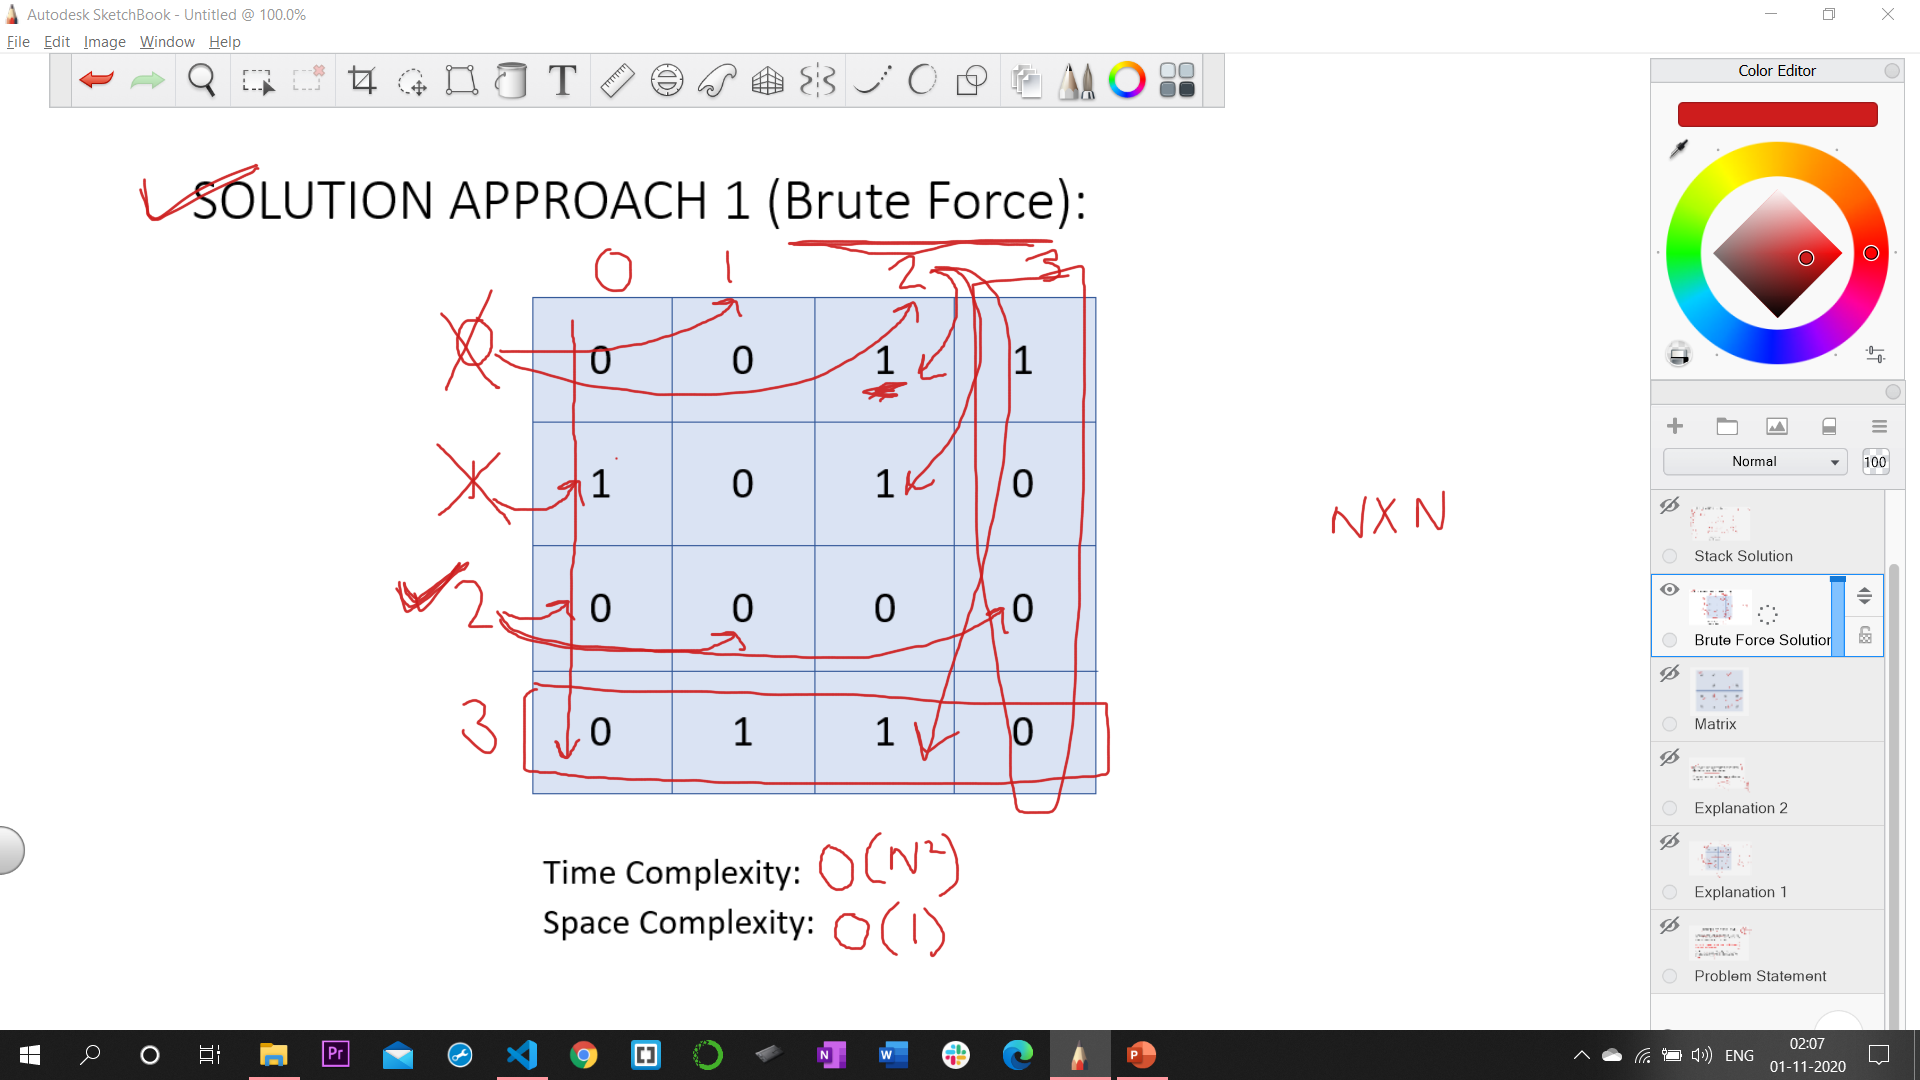 Autodesk SketchBook - Untitled @ 100.0%
File Edit Image Window Help
T
Color Editor
SOLUTION APPROACH 1 (Brute Force):
0 1 2 3
0 0 0 1 1
1 1 0 1 0
2 0 0 0 0
3 0 1 1 0
N X N
Time Complexity: O(N²)
Space Complexity: O(1)
Normal 100
Stack Solution
Brute Force Solution
Matrix
Explanation 2
Explanation 1
Problem Statement
Pr
N
W
P
ENG
02:07
01-11-2020